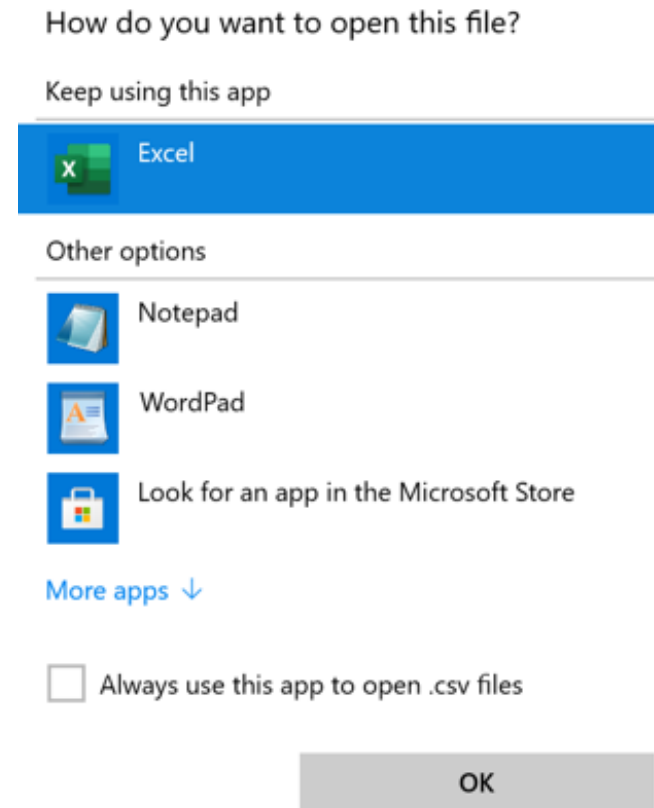 How do you want to open this file?
Keep using this app
X
Excel
Other options
Notepad
A
WordPad
Look for an app in the Microsoft Store
More apps ↓
Always use this app to open .csv files
OK